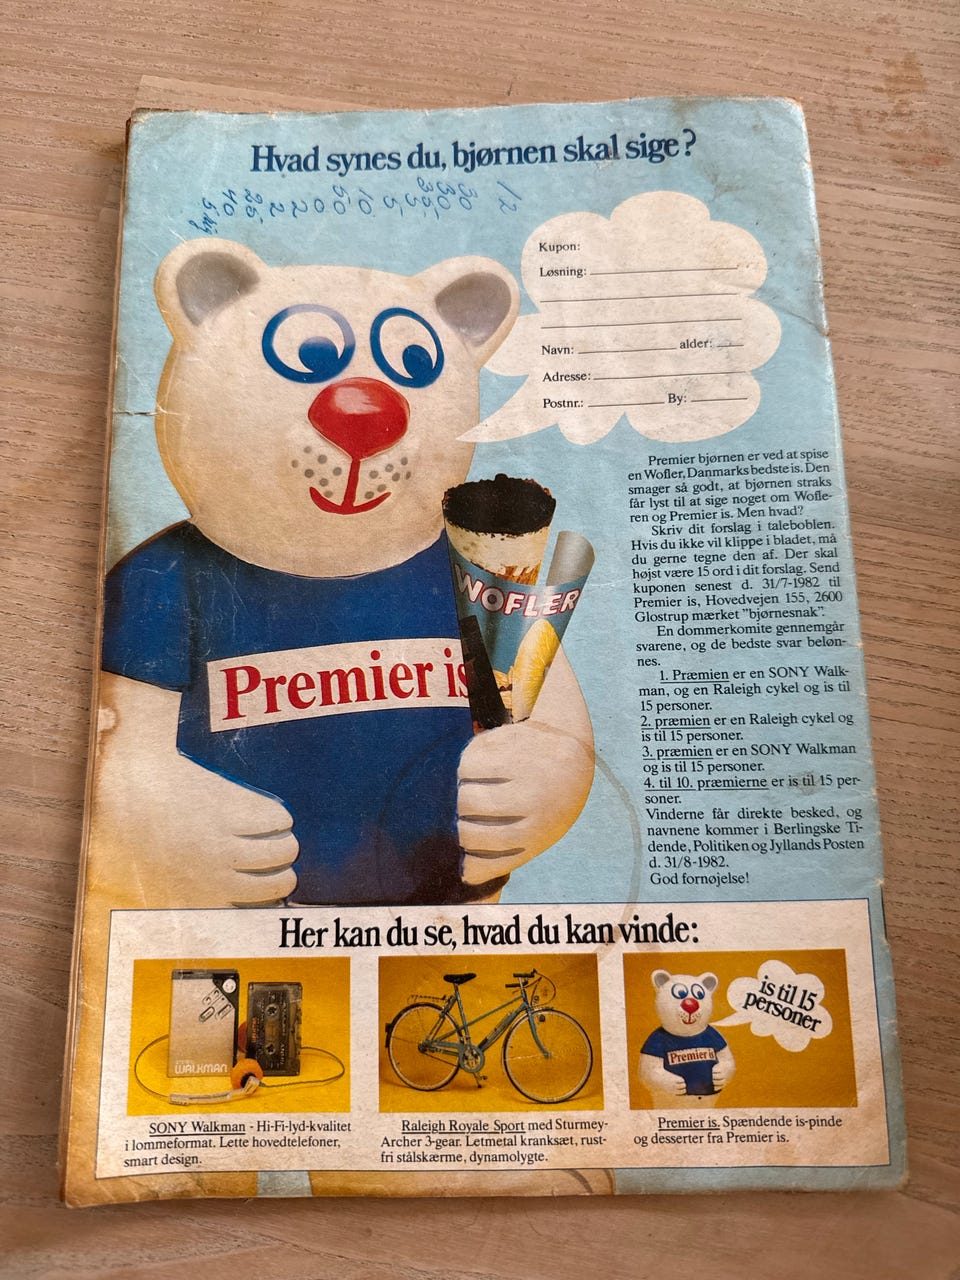 Hvad synes du, bjørnen skal sige?
12
Kupon:
Løsning:
Navn: alder:
Adresse:
Postnr.: By:
WOFLER
Premier is
Premier bjørnen er ved at spise
en Wofler, Danmarks bedste is. Den
smager så godt, at bjørnen straks
får lyst til at sige noget om Wofle-
ren og Premier is. Men hvad?
Skriv dit forslag i taleboblen.
Hvis du ikke vil klippe i bladet, må
du gerne tegne den af. Der skal
højst være 15 ord i dit forslag. Send
kuponen senest d. 31/7-1982 til
Premier is, Hovedvejen 155, 2600
Glostrup mærket "bjørnesnak".
En dommerkomite gennemgår
svarene, og de bedste svar beløn-
nes.
1. Præmien er en SONY Walk-
man, og en Raleigh cykel og is til
15 personer.
2. præmien er en Raleigh cykel og
is til 15 personer.
3. præmien er en SONY Walkman
og is til 15 personer.
4. til 10. præmierne er is til 15 per-
soner.
Vinderne får direkte besked, og
navnene kommer i Berlingske Ti-
dende, Politiken og Jyllands Posten
d. 31/8-1982.
God fornøjelse!
Her kan du se, hvad du kan vinde:
WALKMAN
is til 15
personer
Premier is
SONY Walkman - Hi-Fi-lyd-kvalitet
i lommeformat. Lette hovedtelefoner,
smart design.
Raleigh Royale Sport med Sturmey-
Archer 3-gear. Letmetal kranksæt, rust-
fri stålskærme, dynamolygte.
Premier is. Spændende is-pinde
og desserter fra Premier is.